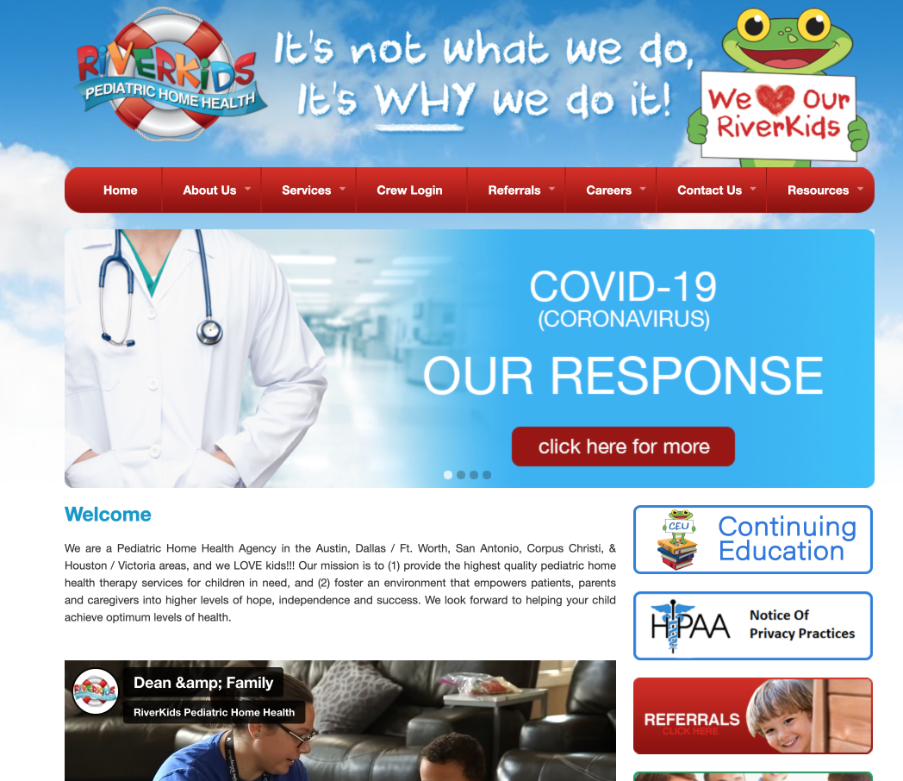 RiVERKiDS
PEDIATRIC HOME HEALTH
It's not what we do,
It's WHY we do it!
We Our
RiverKids
Home
About Us
Services
Crew Login
Referrals
Careers
Contact Us
Resources
COVID-19
(CORONAVIRUS)
OUR RESPONSE
click here for more
Welcome
We are a Pediatric Home Health Agency in the Austin, Dallas / Ft. Worth, San Antonio, Corpus Christi, &
Houston / Victoria areas, and we LOVE kids!!! Our mission is to (1) provide the highest quality pediatric home
health therapy services for children in need, and (2) foster an environment that empowers patients, parents
and caregivers into higher levels of hope, independence and success. We look forward to helping your child
achieve optimum levels of health.
CEU
Continuing
Education
HIPAA
Notice Of
Privacy Practices
REFERRALS
CLICK HERE
RIVERKIDS
Dean &amp; Family
RiverKids Pediatric Home Health